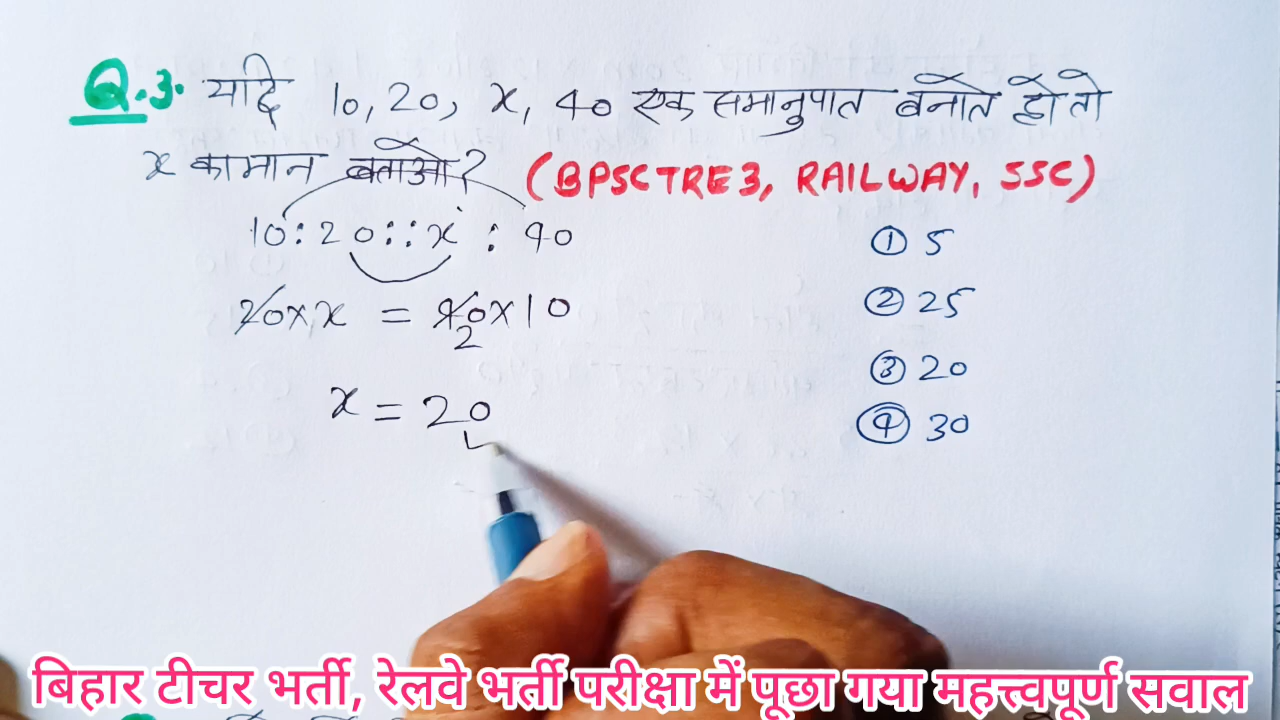 Q.3. यदि 10, 20, x, 40 एक समानुपात बनाते हों तो
x का मान बताओ? (BPSCTRE3, RAILWAY, SSC)
10:20::x:40
20×x = 40×10
2
x = 20
① 5
② 25
③ 20
④ 30
बिहार टीचर भर्ती, रेलवे भर्ती परीक्षा में पूछा गया महत्त्वपूर्ण सवाल